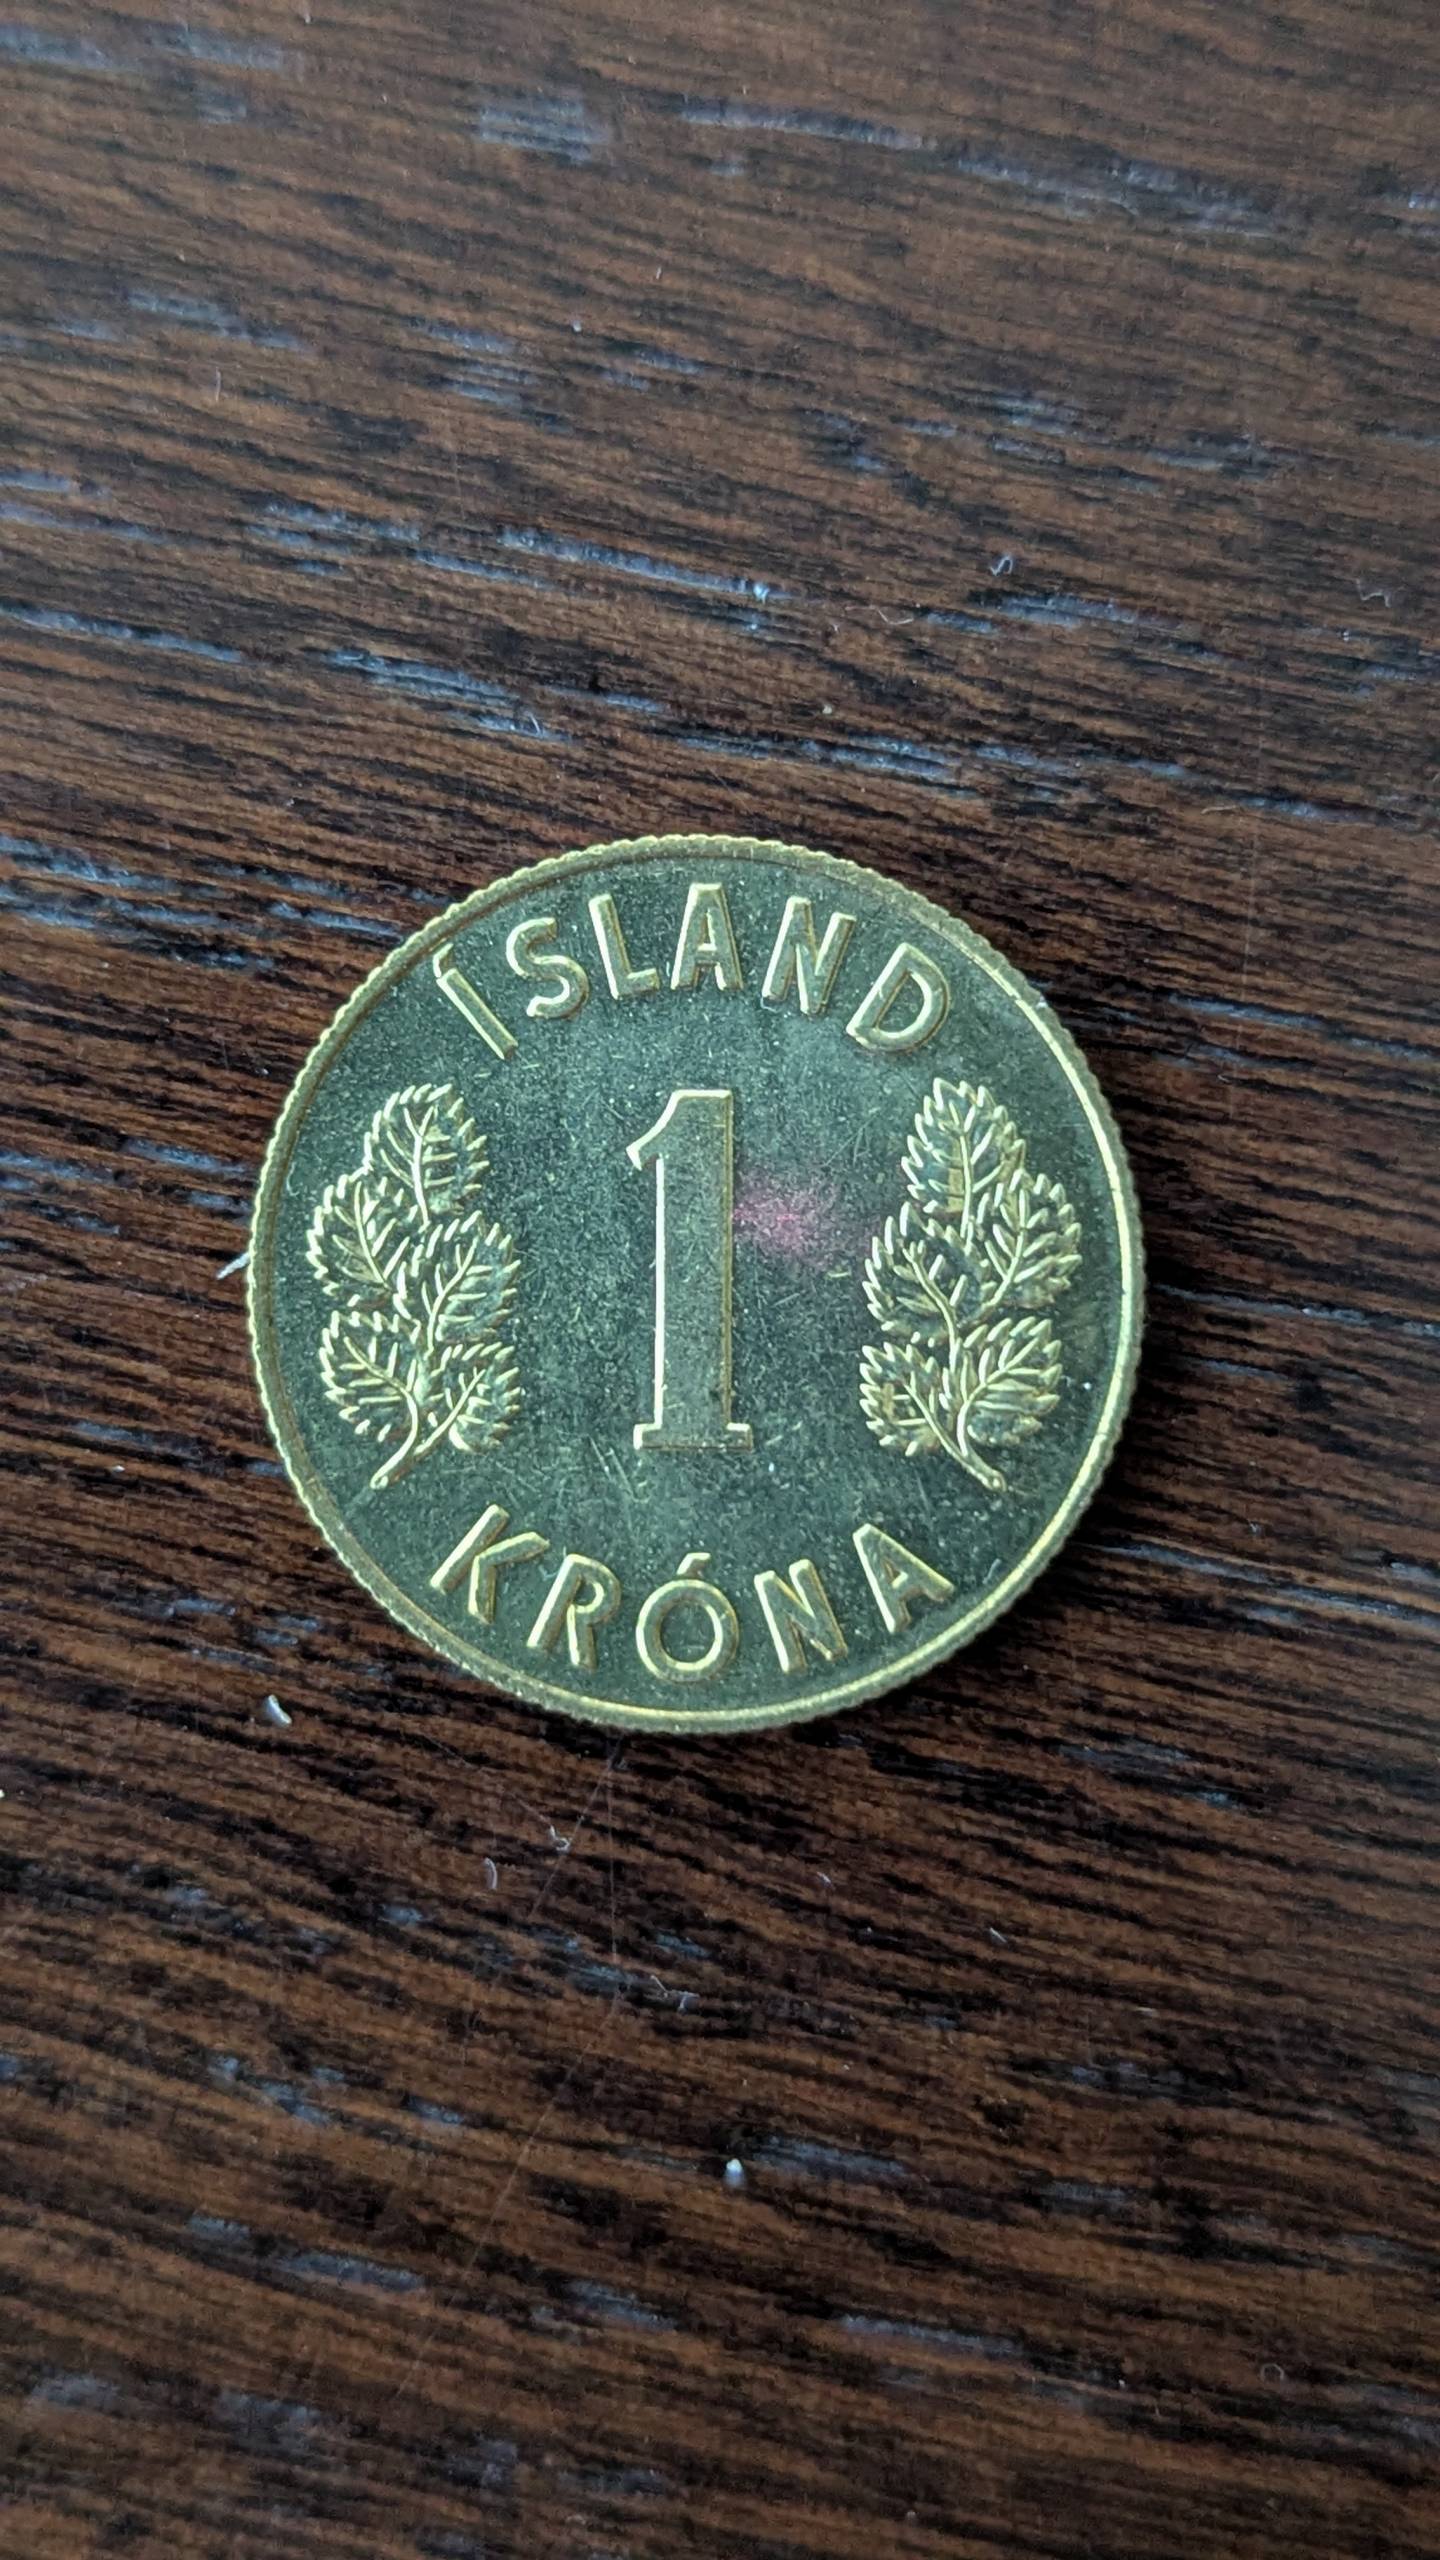 ÍSLAND
1
KRÓNA